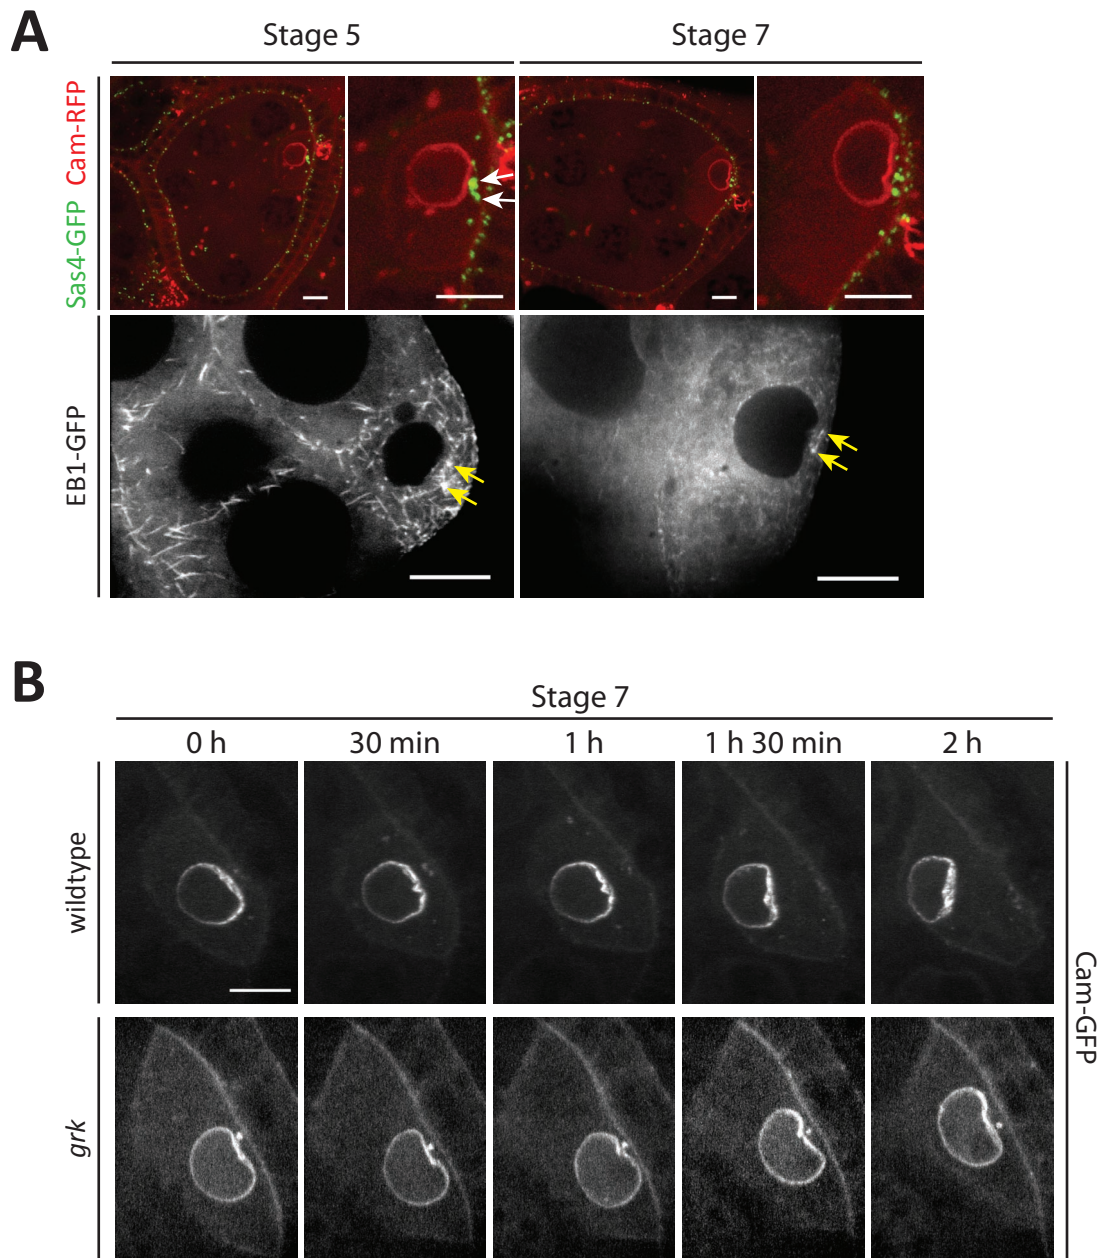 A
Stage 5
Stage 7
Sas4-GFP Cam-RFP
EB1-GFP
B
Stage 7
0 h
30 min
1 h
1 h 30 min
2 h
wildtype
grk
Cam-GFP